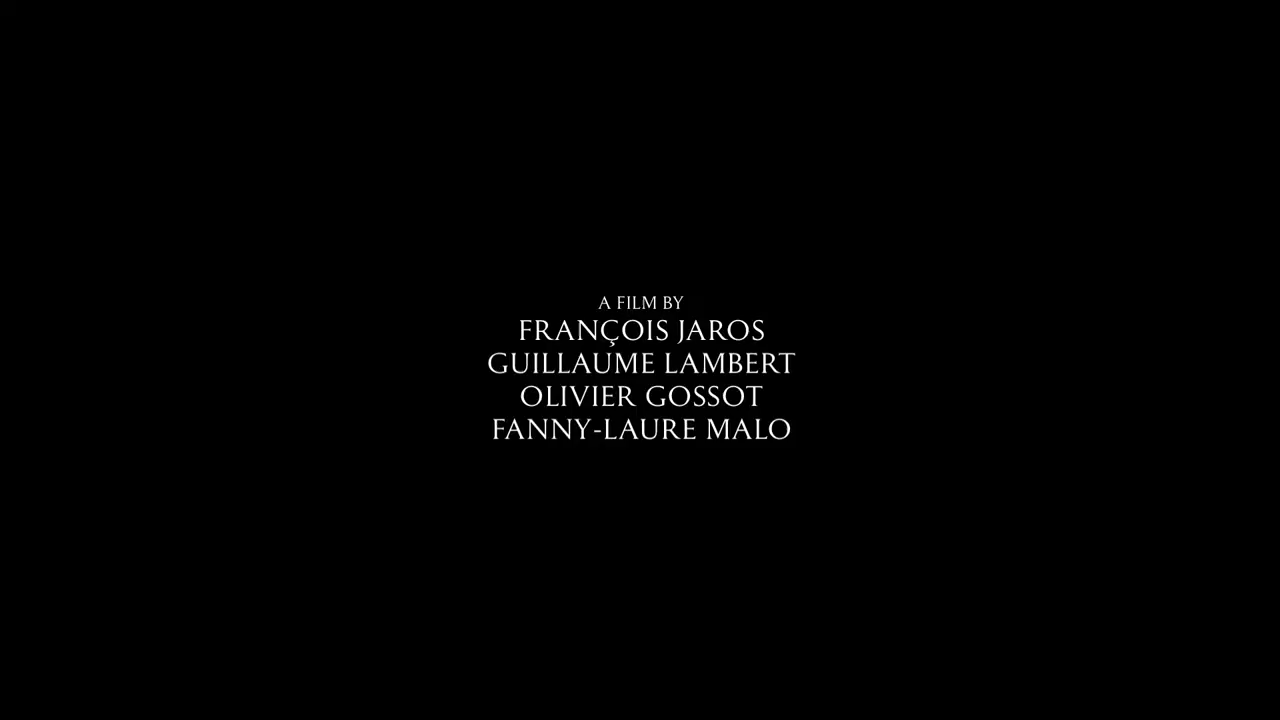 A FILM BY
FRANÇOIS JAROS
GUILLAUME LAMBERT
OLIVIER GOSSOT
FANNY-LAURE MALO